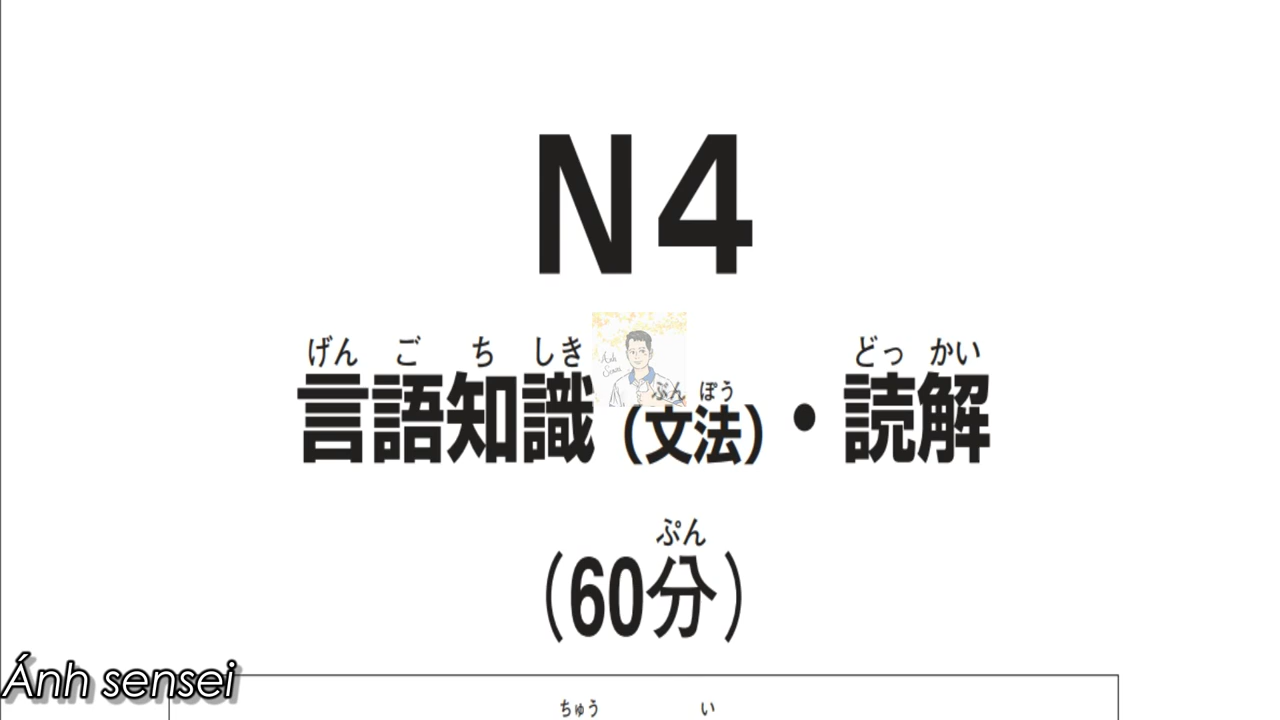 N4
げん ご ち しき ぶん ぽう どっ かい
言語知識（文法）・読解
ぷん
（60分）
Ánh sensei
ちゅう い